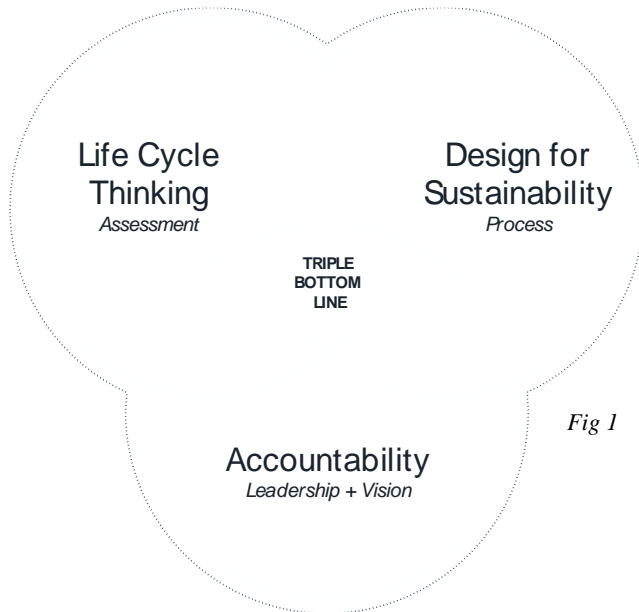 Life Cycle
Thinking
Assessment
Design for
Sustainability
Process
TRIPLE
BOTTOM
LINE
Fig 1
Accountability
Leadership + Vision